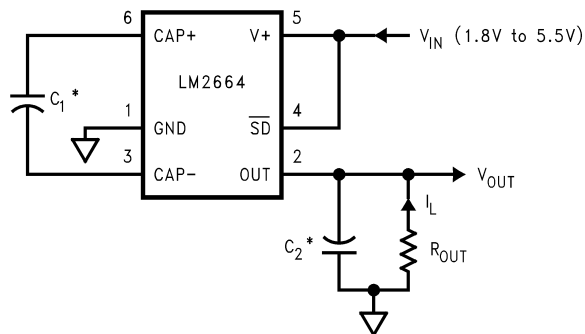 6
5
CAP+
V+
V_IN (1.8V to 5.5V)
LM2664
C_1 *
1
4
GND
S̅D̅
3
2
CAP-
OUT
V_OUT
I_L
C_2 *
R_OUT